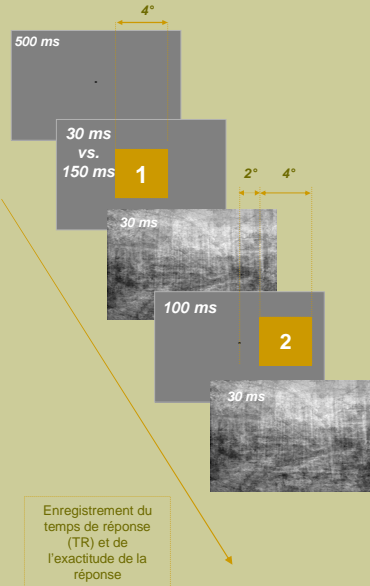 4°
500 ms
30 ms
vs.
150 ms
1
2° 4°
30 ms
100 ms
2
30 ms
Enregistrement du
temps de réponse
(TR) et de
l'exactitude de la
réponse